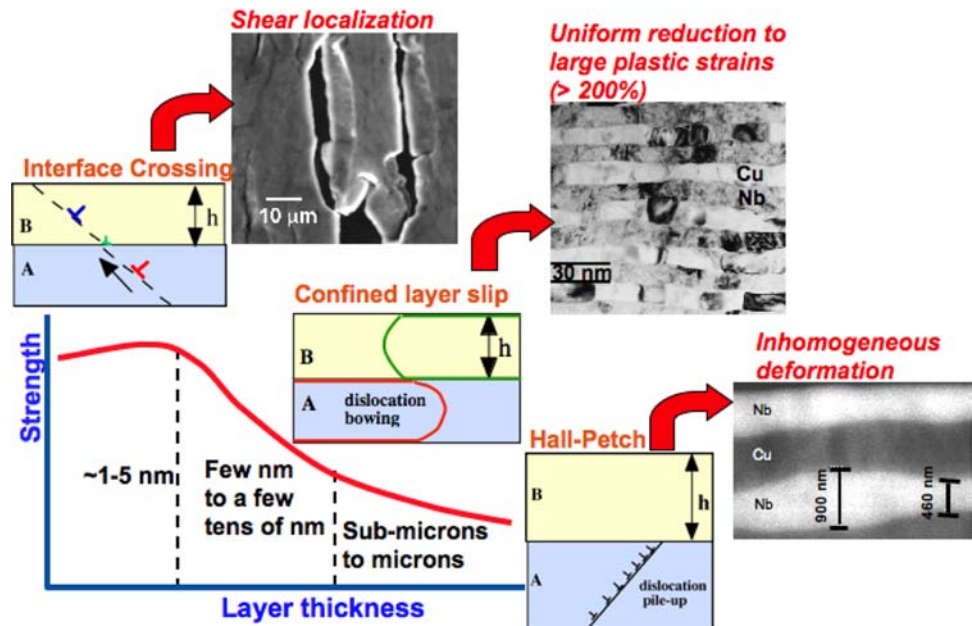 Shear localization
10 μm
Uniform reduction to
large plastic strains
(> 200%)
Cu
Nb
30 nm
Interface Crossing
B
h
A
Confined layer slip
B
h
A
dislocation
bowing
Inhomogeneous
deformation
Nb
Cu
Nb
900 nm
460 nm
Hall-Petch
B
h
A
dislocation
pile-up
Strength
~1-5 nm
Few nm
to a few
tens of nm
Sub-microns
to microns
Layer thickness